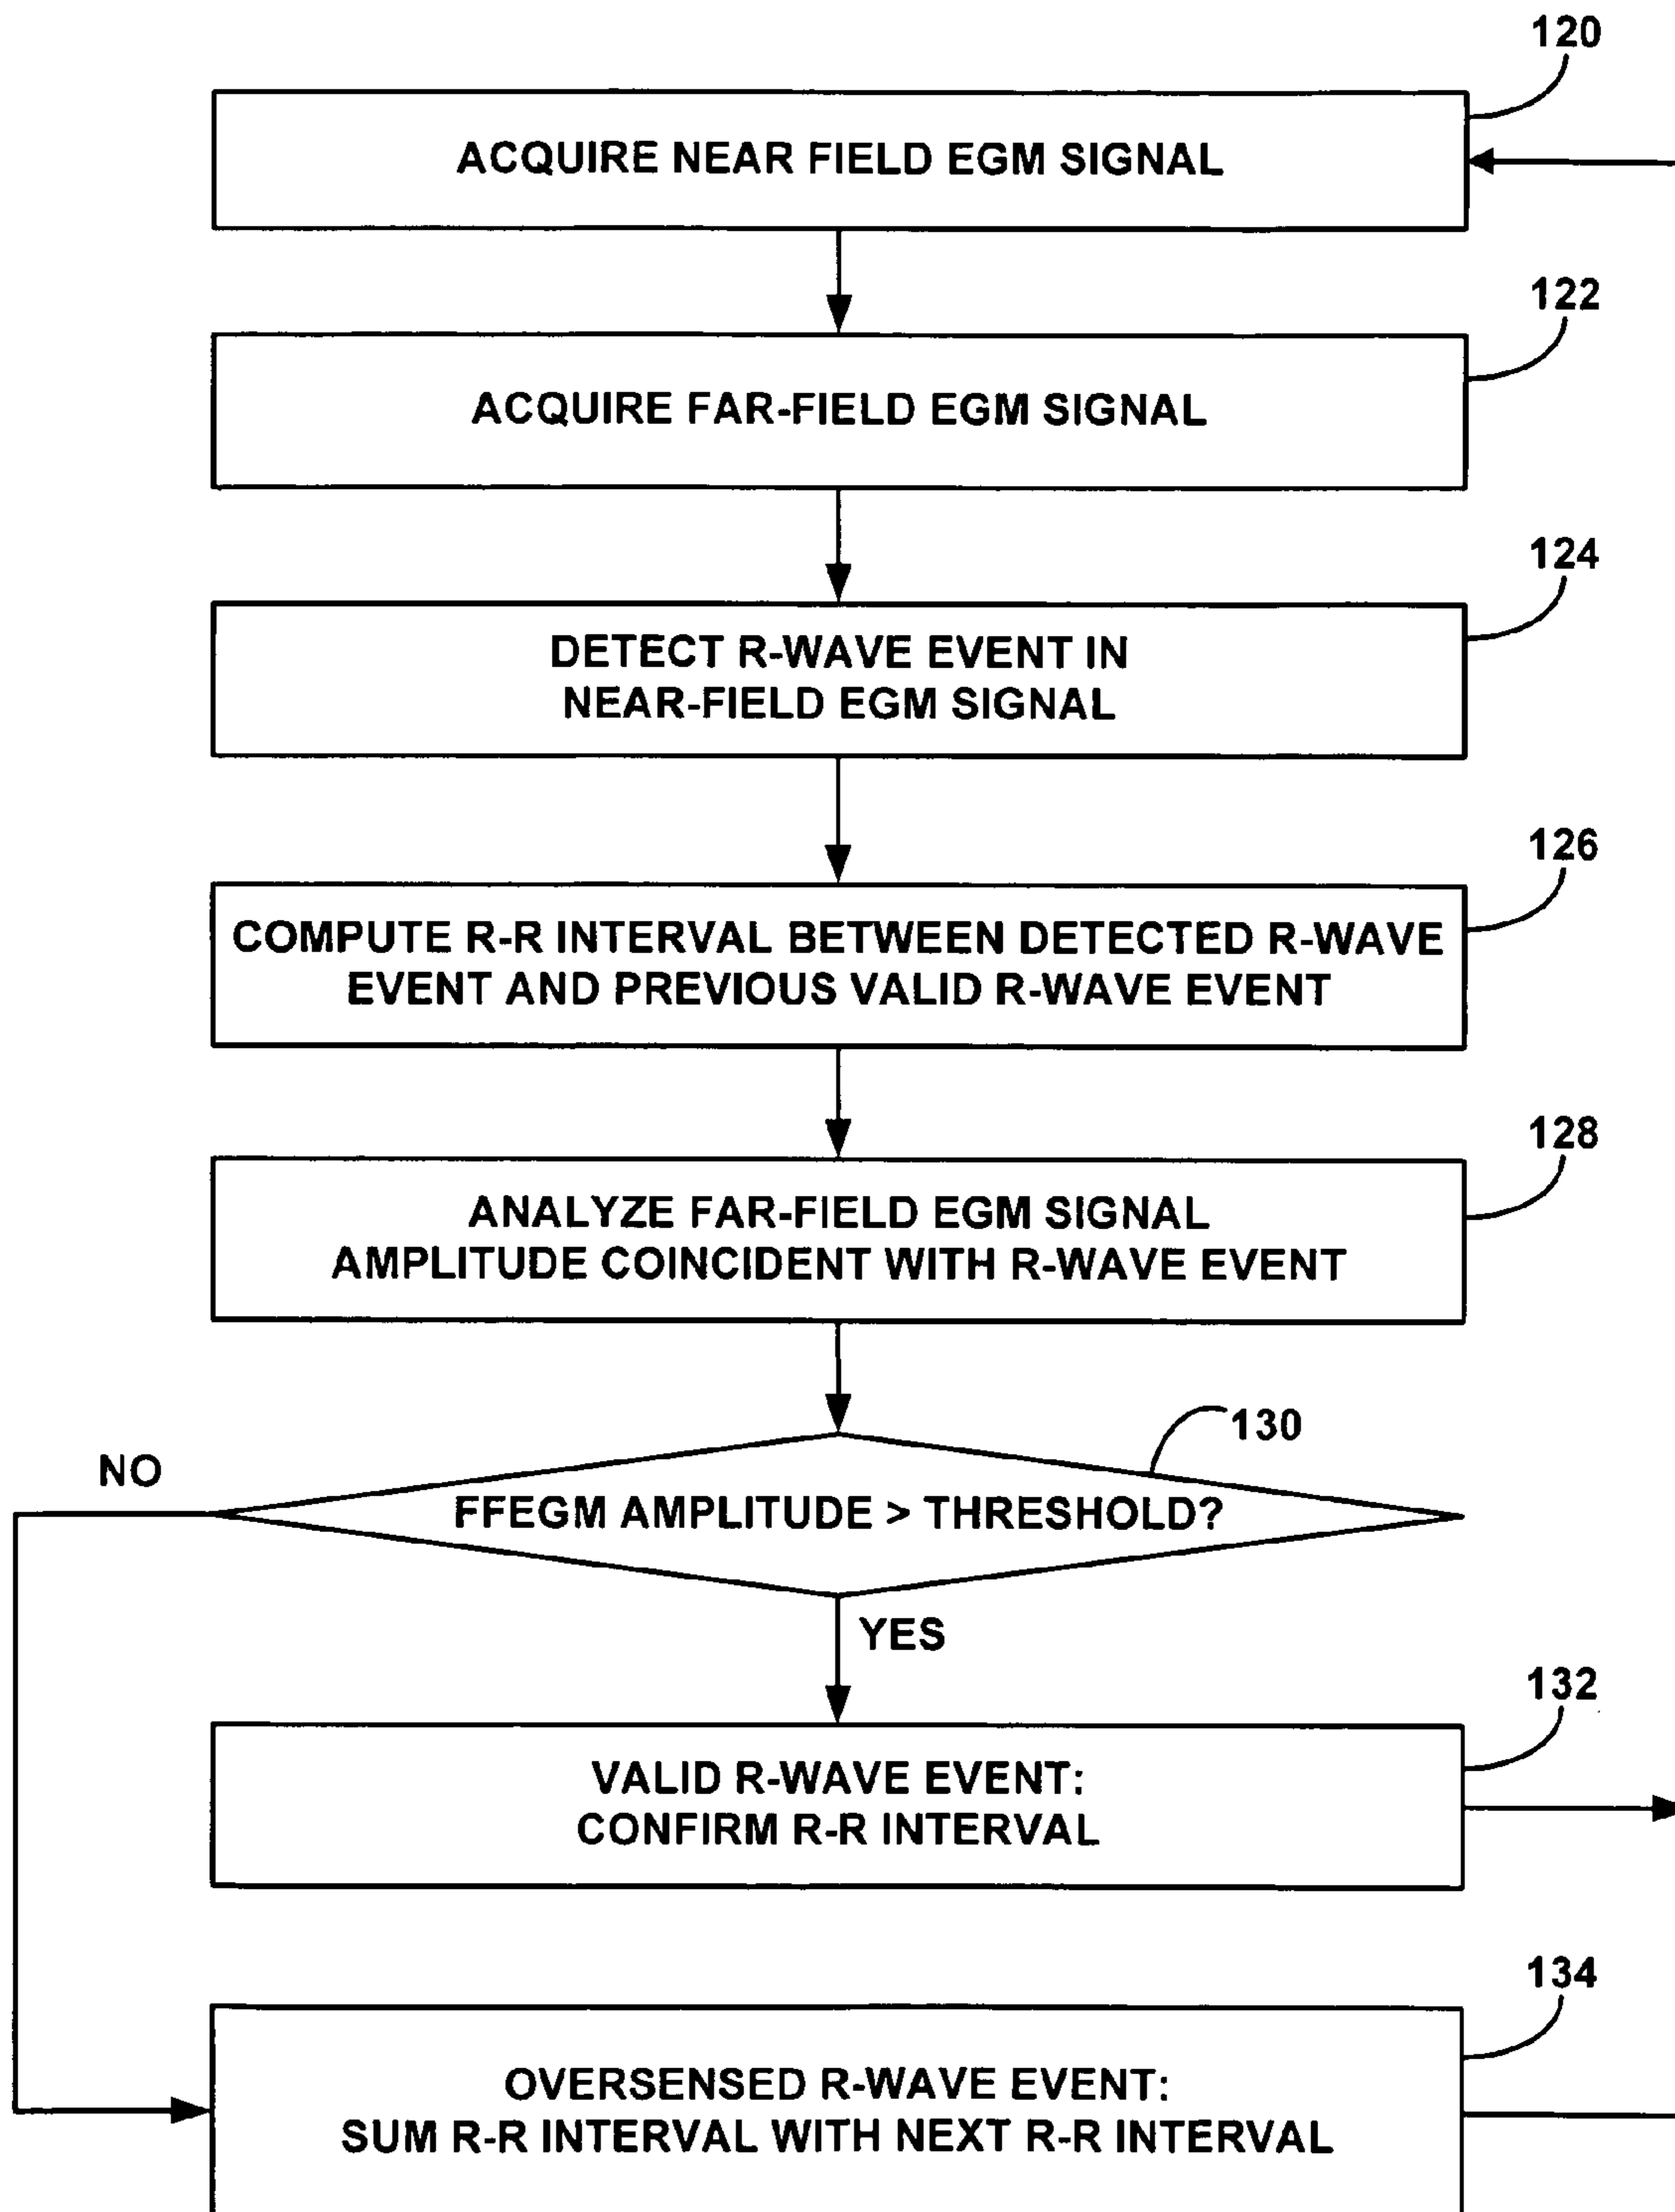 120
ACQUIRE NEAR FIELD EGM SIGNAL
122
ACQUIRE FAR-FIELD EGM SIGNAL
124
DETECT R-WAVE EVENT IN
NEAR-FIELD EGM SIGNAL
126
COMPUTE R-R INTERVAL BETWEEN DETECTED R-WAVE
EVENT AND PREVIOUS VALID R-WAVE EVENT
128
ANALYZE FAR-FIELD EGM SIGNAL
AMPLITUDE COINCIDENT WITH R-WAVE EVENT
130
NO
FFEGM AMPLITUDE > THRESHOLD?
YES
132
VALID R-WAVE EVENT:
CONFIRM R-R INTERVAL
134
OVERSENSED R-WAVE EVENT:
SUM R-R INTERVAL WITH NEXT R-R INTERVAL